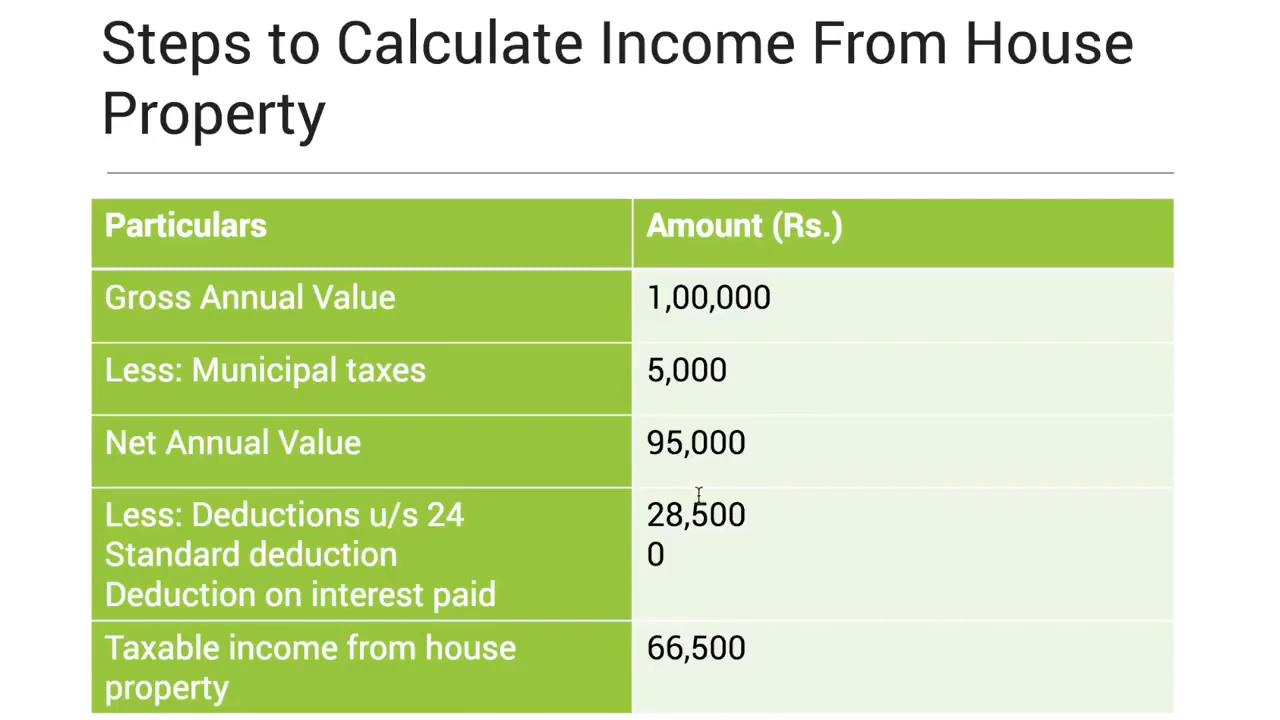 Steps to Calculate Income From House
Property
Particulars
Amount (Rs.)
Gross Annual Value
1,00,000
Less: Municipal taxes
5,000
Net Annual Value
95,000
Less: Deductions u/s 24
Standard deduction
Deduction on interest paid
28,500
0
Taxable income from house
property
66,500